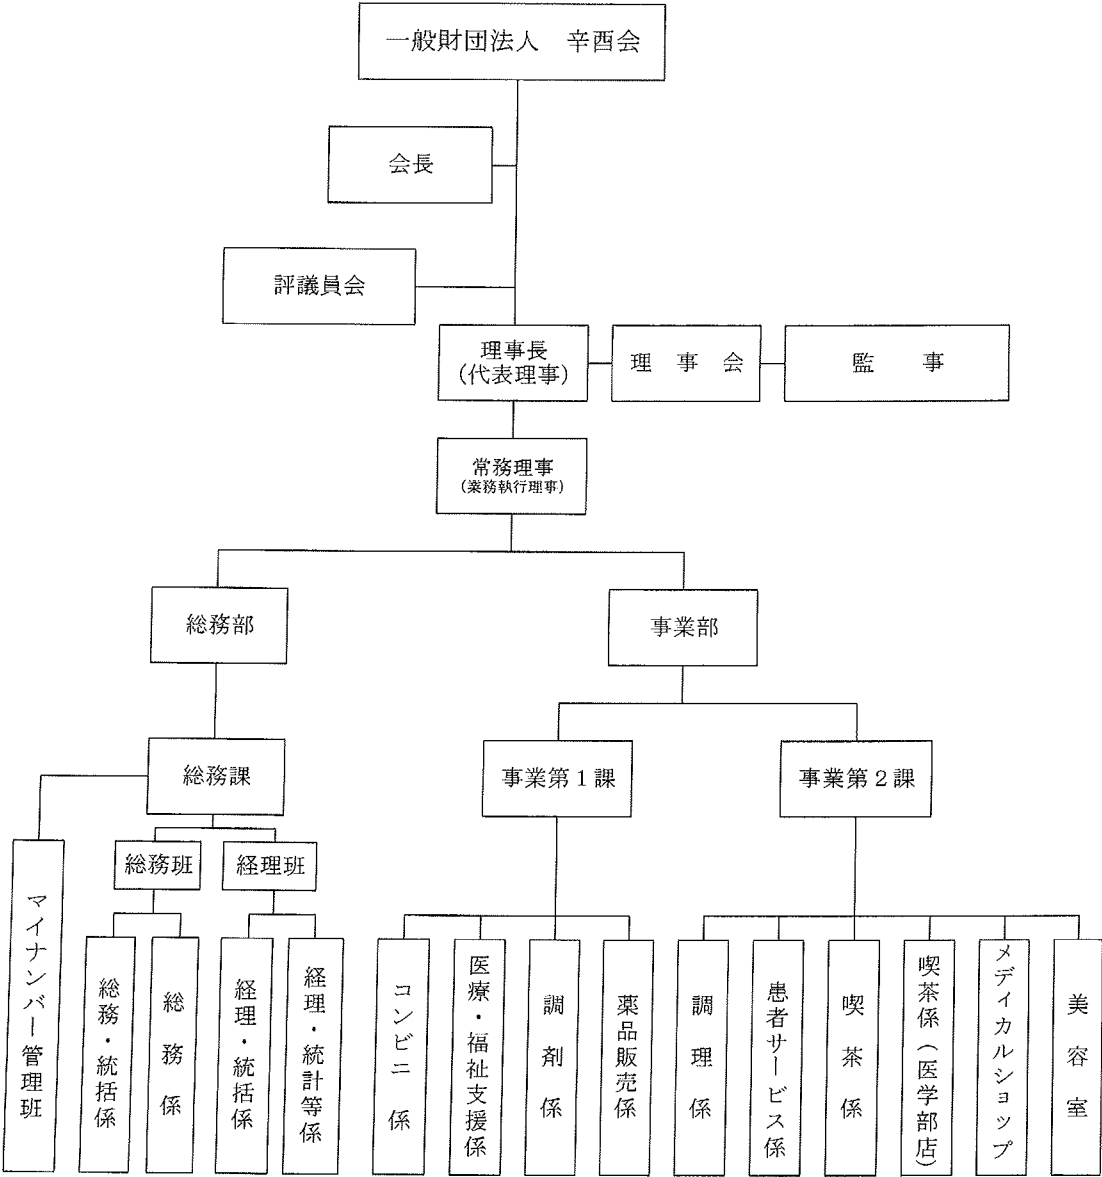 一般財団法人　辛酉会
会長
評議員会
理事長
(代表理事)
理　事　会
監　　事
常務理事
(業務執行理事)
総務部
事業部
総務課
事業第１課
事業第２課
総務班
経理班
マイナンバー管理班
総務・統括係
総務係
経理・統括係
経理・統計等係
コンビニ係
医療・福祉支援係
調剤係
薬品販売係
調理係
患者サービス係
喫茶係
喫茶係(医学部店)
メディカルショップ
美容室